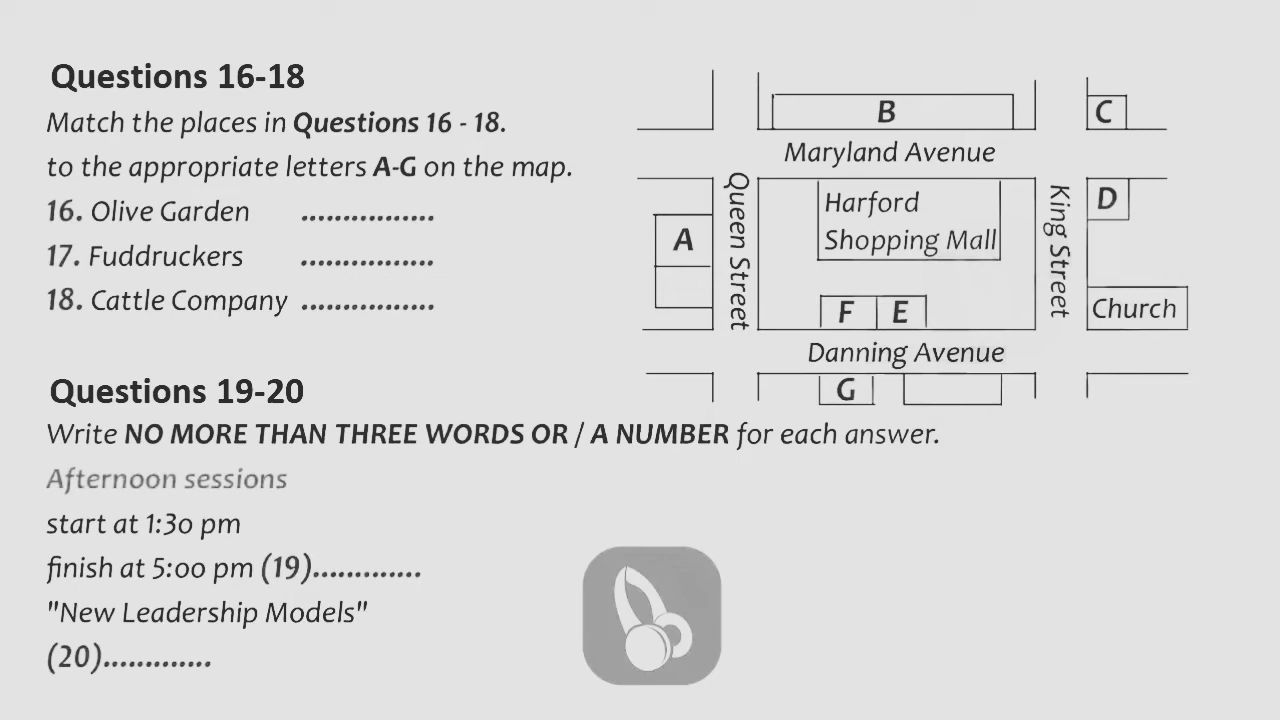 Questions 16-18
Match the places in Questions 16 - 18.
to the appropriate letters A-G on the map.
16. Olive Garden ................
17. Fuddruckers ................
18. Cattle Company ................
B
C
Maryland Avenue
Queen Street
Harford
Shopping Mall
King Street
D
A
F
E
Church
Danning Avenue
G
Questions 19-20
Write NO MORE THAN THREE WORDS OR / A NUMBER for each answer.
Afternoon sessions
start at 1:30 pm
finish at 5:00 pm (19).............
"New Leadership Models"
(20).............